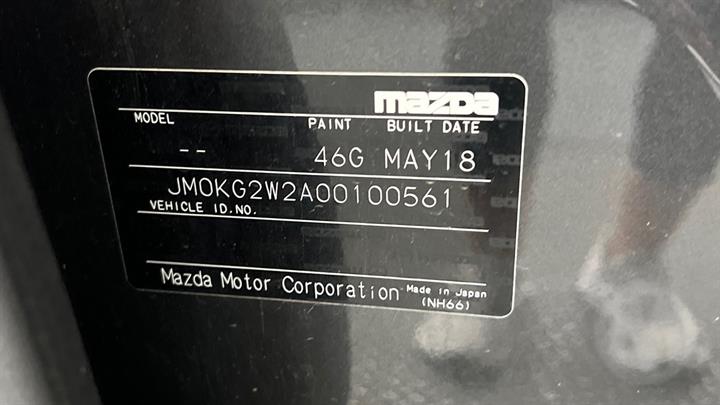 mazda
MODEL PAINT BUILT DATE
-- 46G MAY18
JM0KG2W2A00100561
VEHICLE ID.NO.
Mazda Motor Corporation Made in Japan
(NH66)